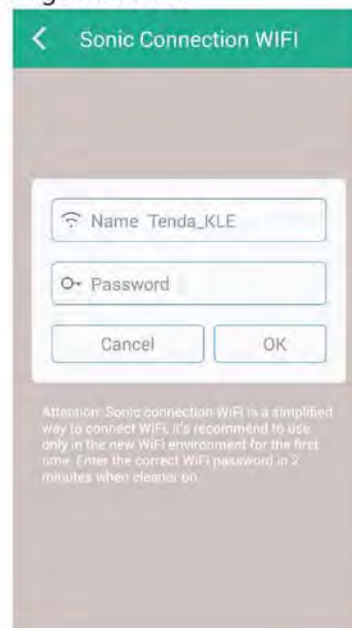 Sonic Connection WIFI
Name Tenda_KLE
Password
Cancel OK
Attention: Sonic connection WiFi is a simplified
way to connect WiFi, it's recommend to use
only in the new WiFi environment for the first
time. Enter the correct WiFi password in 2
minutes when cleaner on.